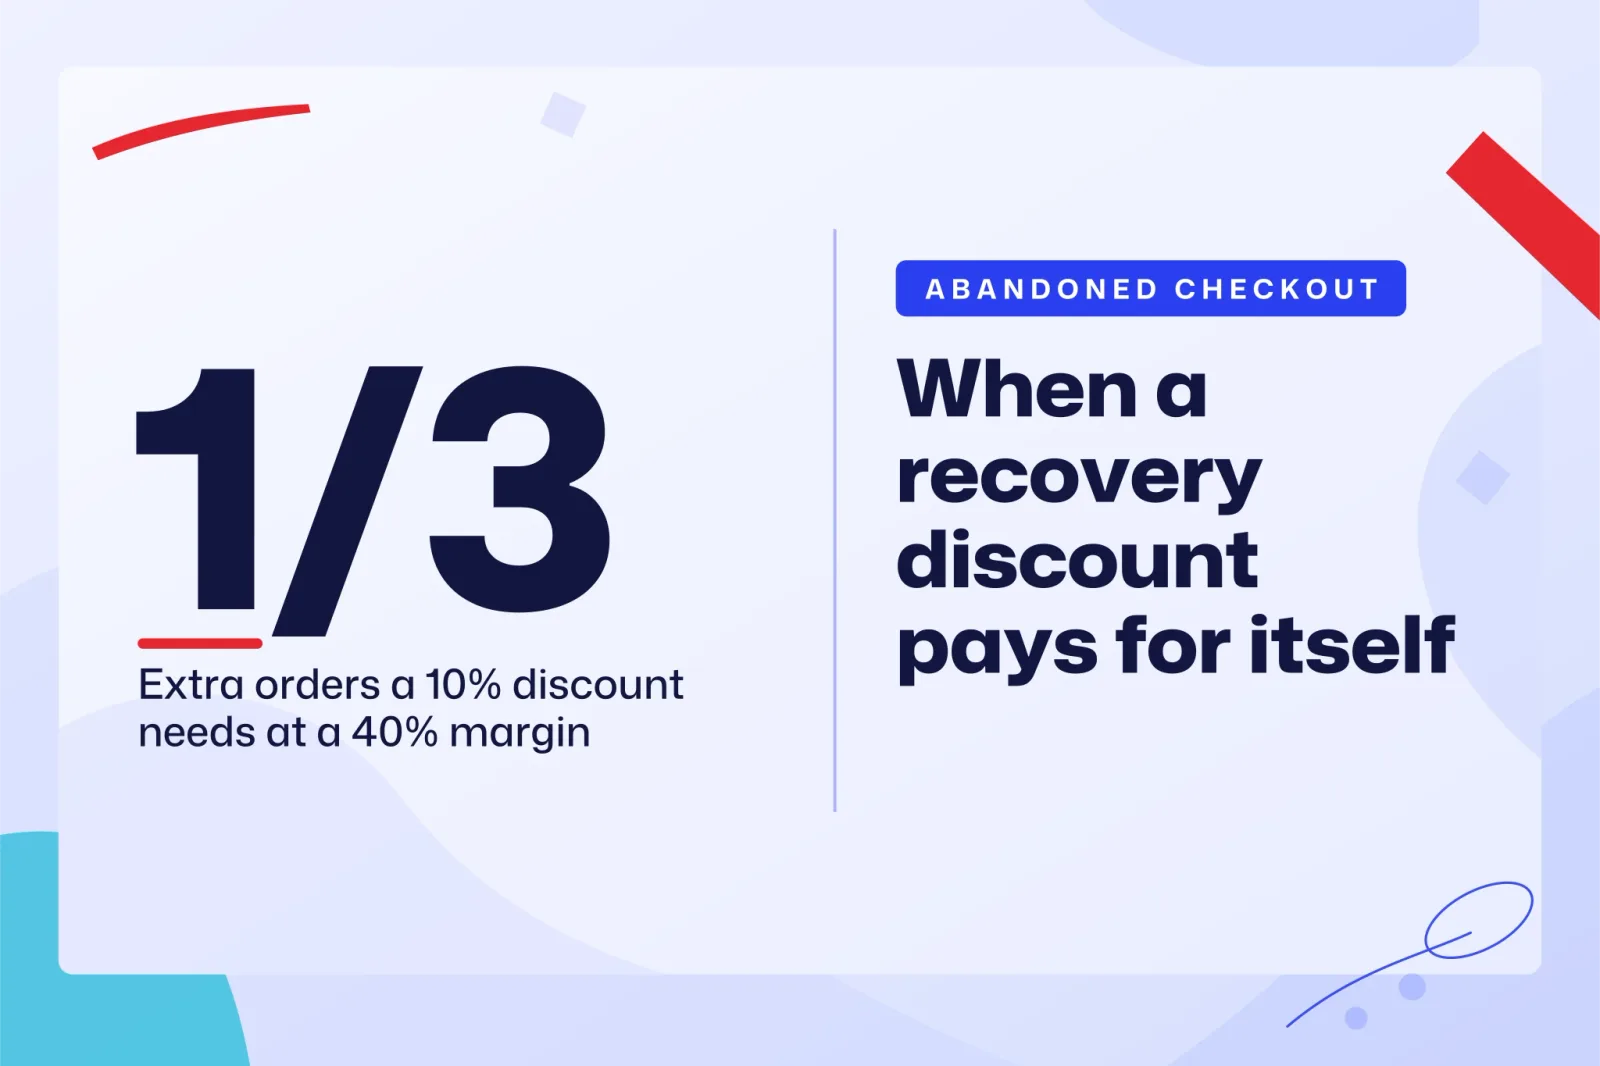 1/3
Extra orders a 10% discount
needs at a 40% margin
ABANDONED CHECKOUT
When a
recovery
discount
pays for itself